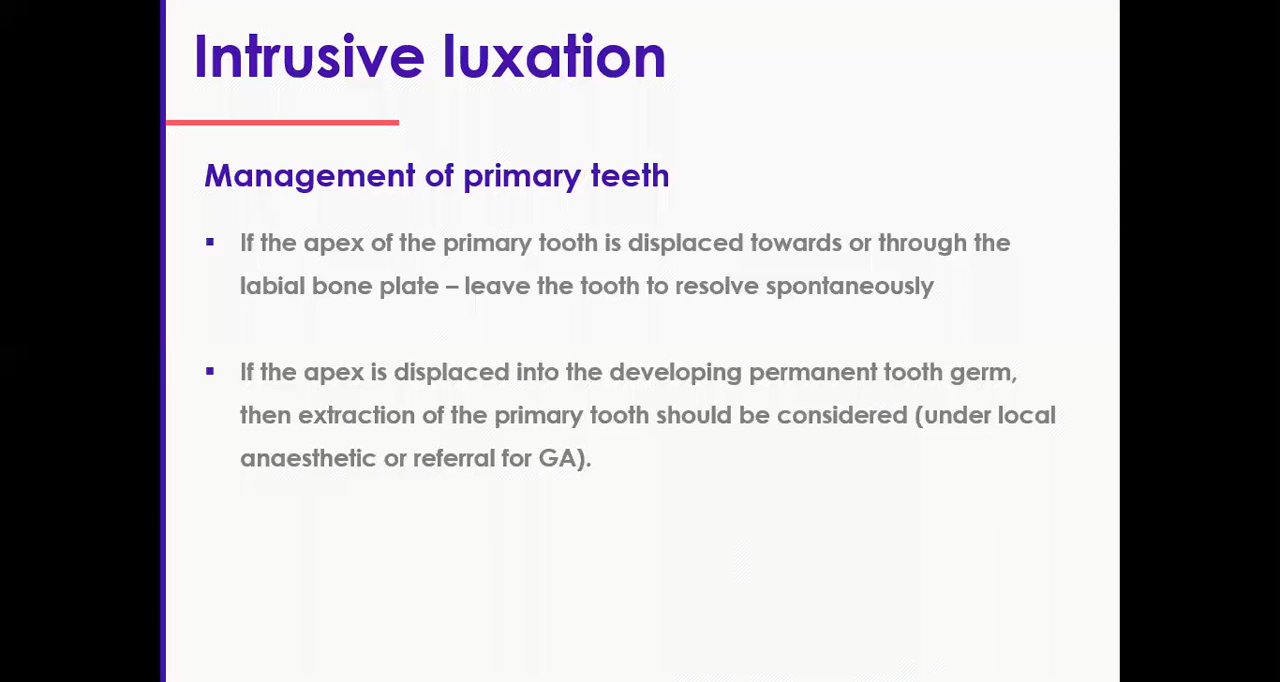 Intrusive luxation
Management of primary teeth
▪ If the apex of the primary tooth is displaced towards or through the
labial bone plate – leave the tooth to resolve spontaneously
▪ If the apex is displaced into the developing permanent tooth germ,
then extraction of the primary tooth should be considered (under local
anaesthetic or referral for GA).